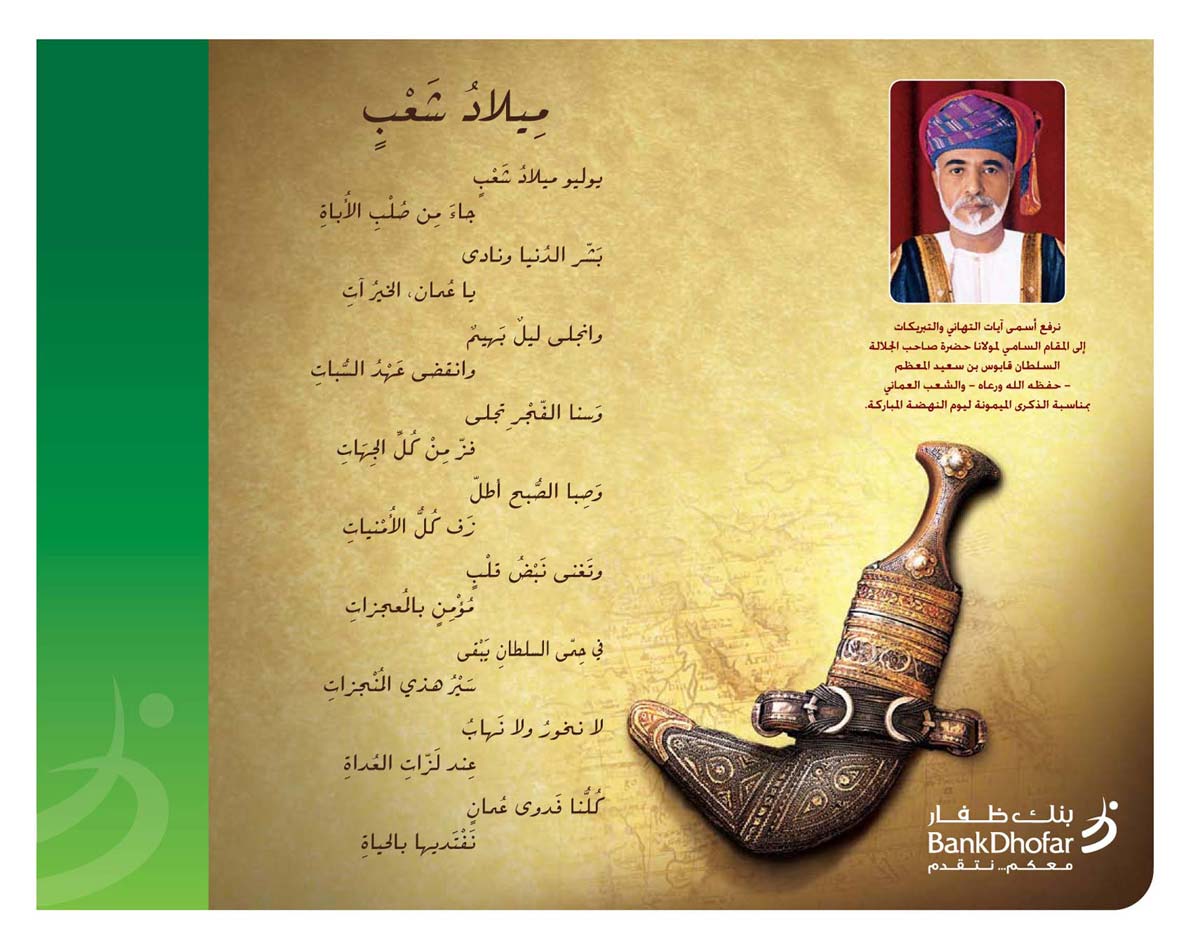 مِيلادُ شَعْبٍ
يوليو ميلادُ شَعْبٍ
جاءَ مِن صُلْبِ الأُباةِ
بَشّر الدُنيا ونادى
يا عُمان، الخيرُ آتِ
وانجلى ليلٌ بَهيمٌ
وانقضى عَهْدُ السُّباتِ
وَسنا الفَجْرِ تجلى
فزّ مِنْ كُلِّ الجِهَاتِ
وَصِبا الصُّبح أطلّ
زَف كُلُّ الأُمْنياتِ
وتَغنى نَبْضُ قلْبٍ
مُؤْمِنٍ بالمُعجزاتِ
في حِمّى السلطانِ يَبْقى
سَيْرُ هذي المُنْجزاتِ
لا نخورُ ولا نَهابُ
عِند لَزّاتِ العُداةِ
كُلُّنا فَدوى عُمانٍ
نَفْتَديها بالحياةِ
نرفع أسمى آيات التهاني والتبريكات
إلى المقام السامي لمولانا حضرة صاحب الجلالة
السلطان قابوس بن سعيد المعظم
- حفظه الله ورعاه - والشعب العماني
بمناسبة الذكرى الميمونة ليوم النهضة المباركة.
بنك ظفار
BankDhofar
معكم... نتقدم